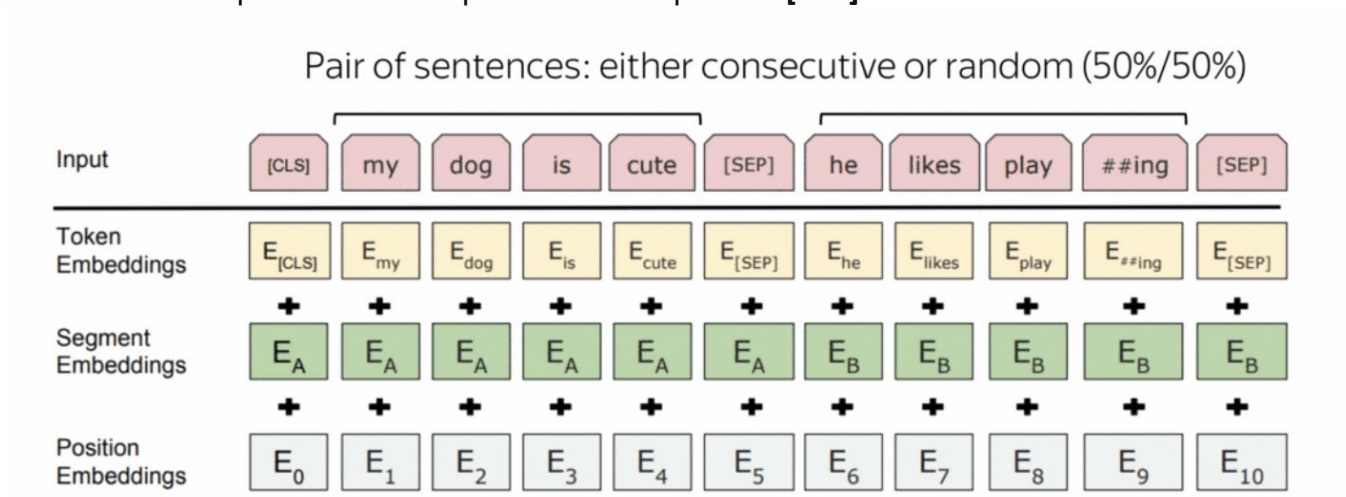 Pair of sentences: either consecutive or random (50%/50%)
Input [CLS] my dog is cute [SEP] he likes play ##ing [SEP]
Token Embeddings E[CLS] Emy Edog Eis Ecute E[SEP] Ehe Elikes Eplay E##ing E[SEP]
+ + + + + + + + + + +
Segment Embeddings EA EA EA EA EA EA EB EB EB EB EB
+ + + + + + + + + + +
Position Embeddings E0 E1 E2 E3 E4 E5 E6 E7 E8 E9 E10